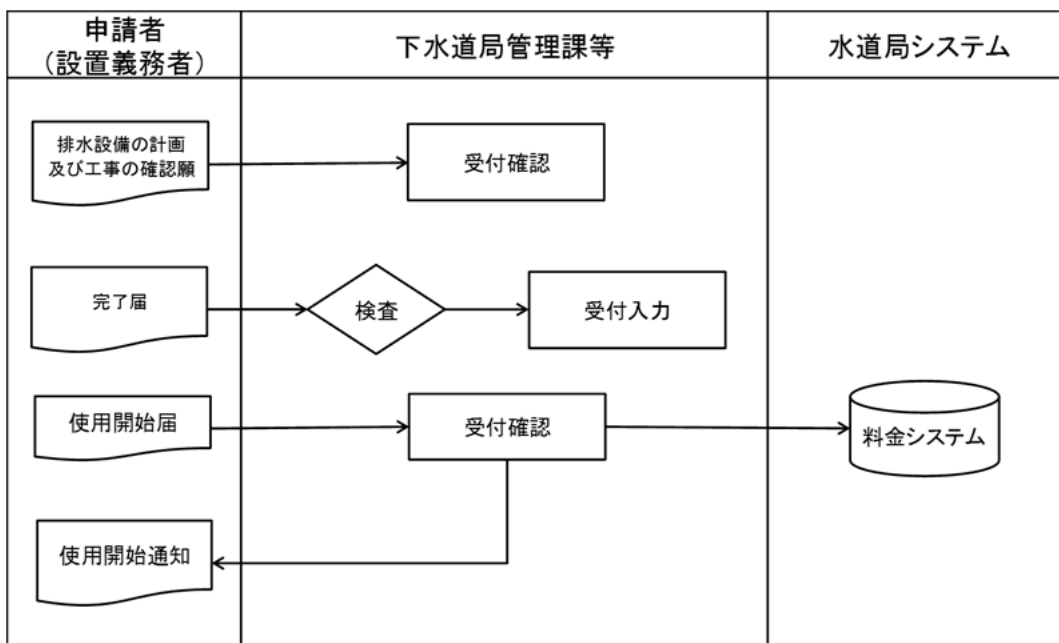 申請者
（設置義務者）
下水道局管理課等
水道局システム
排水設備の計画
及び工事の確認願
受付確認
完了届
検査
受付入力
使用開始届
受付確認
料金システム
使用開始通知